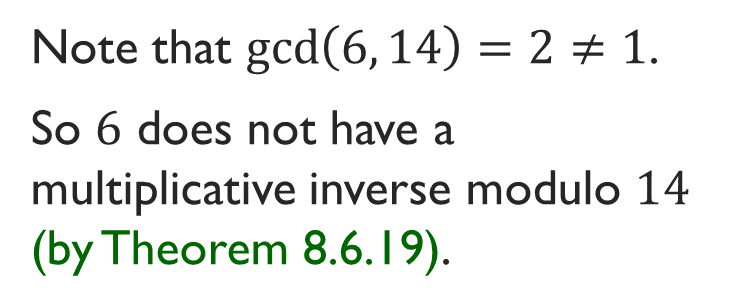 Note that gcd(6, 14) = 2 ≠ 1.
So 6 does not have a
multiplicative inverse modulo 14
(by Theorem 8.6.19).